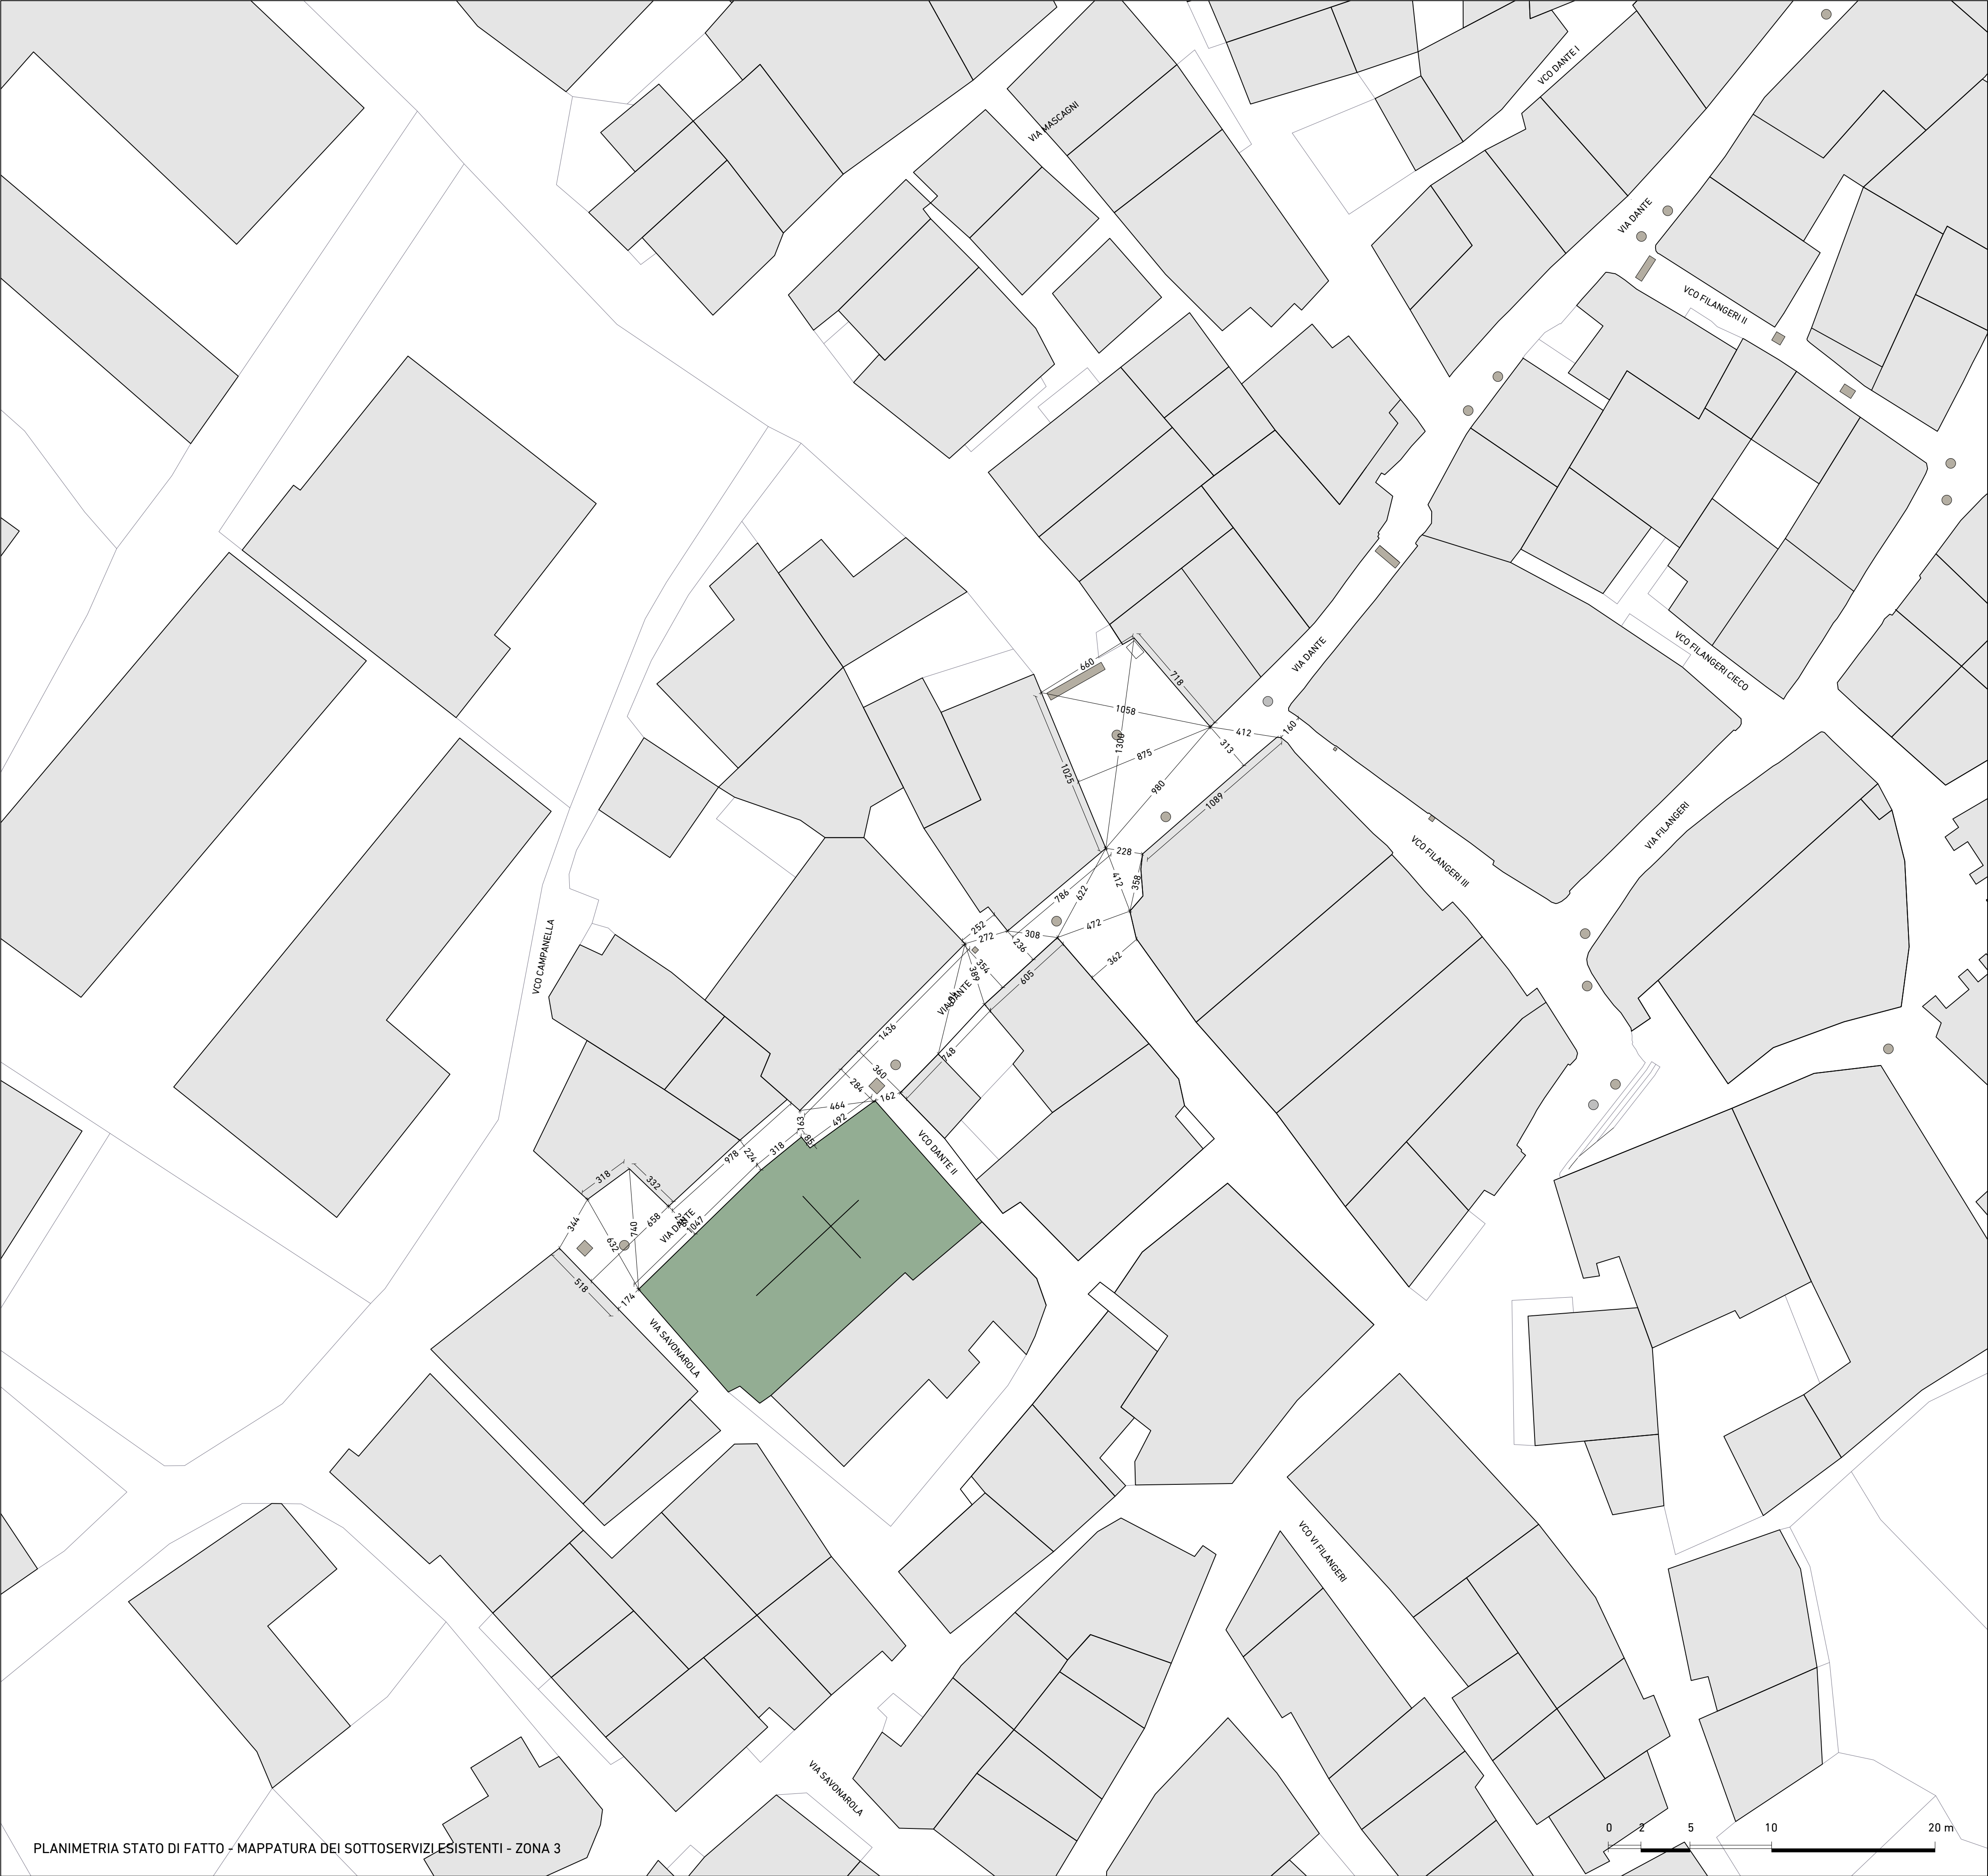 VCO DANTE I
VIA MASCAGNI
VIA DANTE
VCO FILANGERI II
VCO FILANGERI CIECO
VIA DANTE
660
718
1058
1300
412
160
313
875
1025
980
1089
VIA FILANGERI
VCO FILANGERI III
228
412
358
786
622
252
272
308
236
472
354
389
362
605
VCO CAMPANELLA
VIA DANTE
1436
748
360
284
162
464
163
492
85
318
224
978
VCO DANTE II
318
332
344
658
740
632
VIA DANTE
1047
518
174
VIA SAVONAROLA
VCO VI FILANGERI
VIA SAVONAROLA
0 2 5 10 20 m
PLANIMETRIA STATO DI FATTO - MAPPATURA DEI SOTTOSERVIZI ESISTENTI - ZONA 3